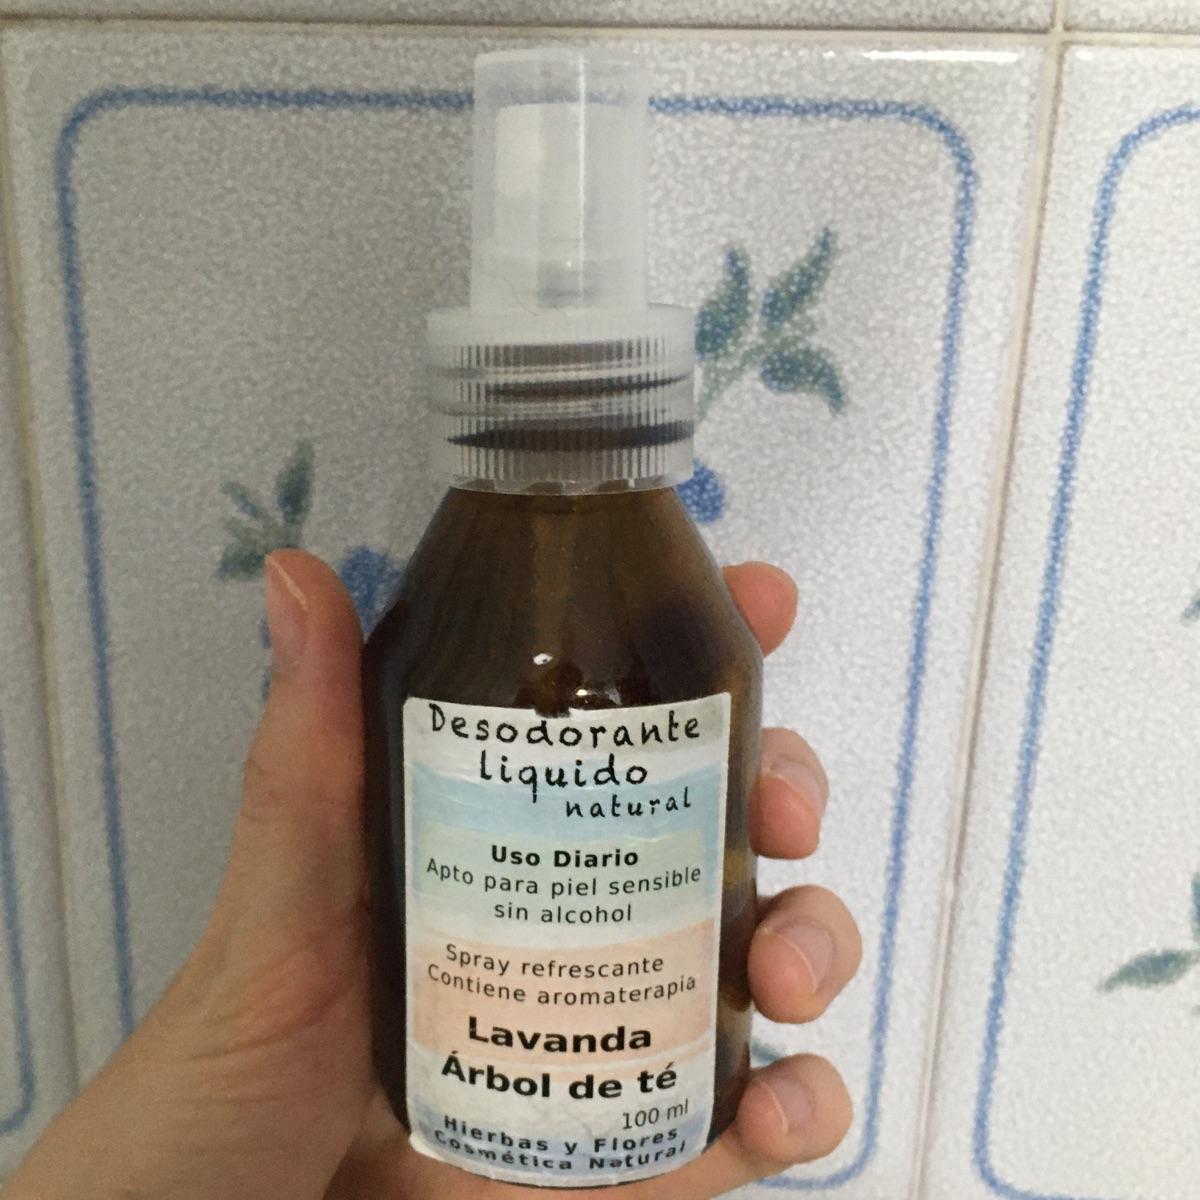 Desodorante
liquido
natural
Uso Diario
Apto para piel sensible
sin alcohol
Spray refrescante
Contiene aromaterapia
Lavanda
Árbol de té
100 ml
Hierbas y Flores
Cosmética Natural